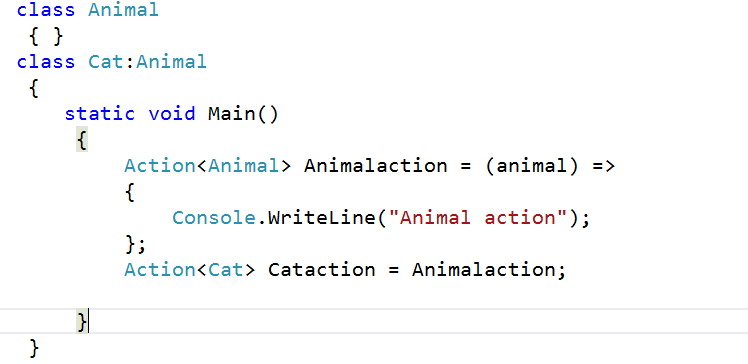 class Animal
{ }
class Cat:Animal
{
static void Main()
{
Action<Animal> Animalaction = (animal) =>
{
Console.WriteLine("Animal action");
};
Action<Cat> Cataction = Animalaction;
}
}